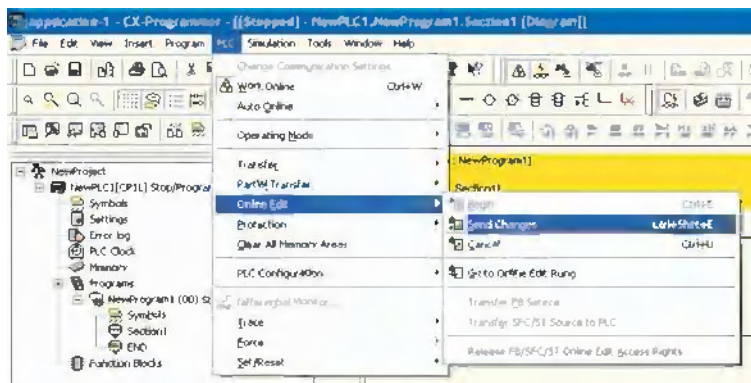 application-1 - CX-Programmer - [[Stopped] - NewPLC1.NewProgram1.Section1 [Diagram]]
File Edit View Insert Program PLC Simulation Tools Window Help
Change Communication Settings
Work Online Ctrl+W
Auto Online
Operating Mode
Transfer
Partial Transfer
Online Edit
Protection
Clear All Memory Areas
PLC Configuration
Trace
Force
Set/Reset
NewProject
NewPLC1[CP1L] Stop/Program
Symbols
Settings
Error log
PLC Clock
Memory
Programs
NewProgram1 (00) St
Symbols
Section1
END
Function Blocks
NewProgram1]
Section1
Begin Ctrl+E
Send Changes Ctrl+Shift+E
Cancel Ctrl+U
Go to Online Edit Rung
Transfer FB Source
Transfer SFC/ST Source to PLC
Release FB/SFC/ST Online Edit Access Rights